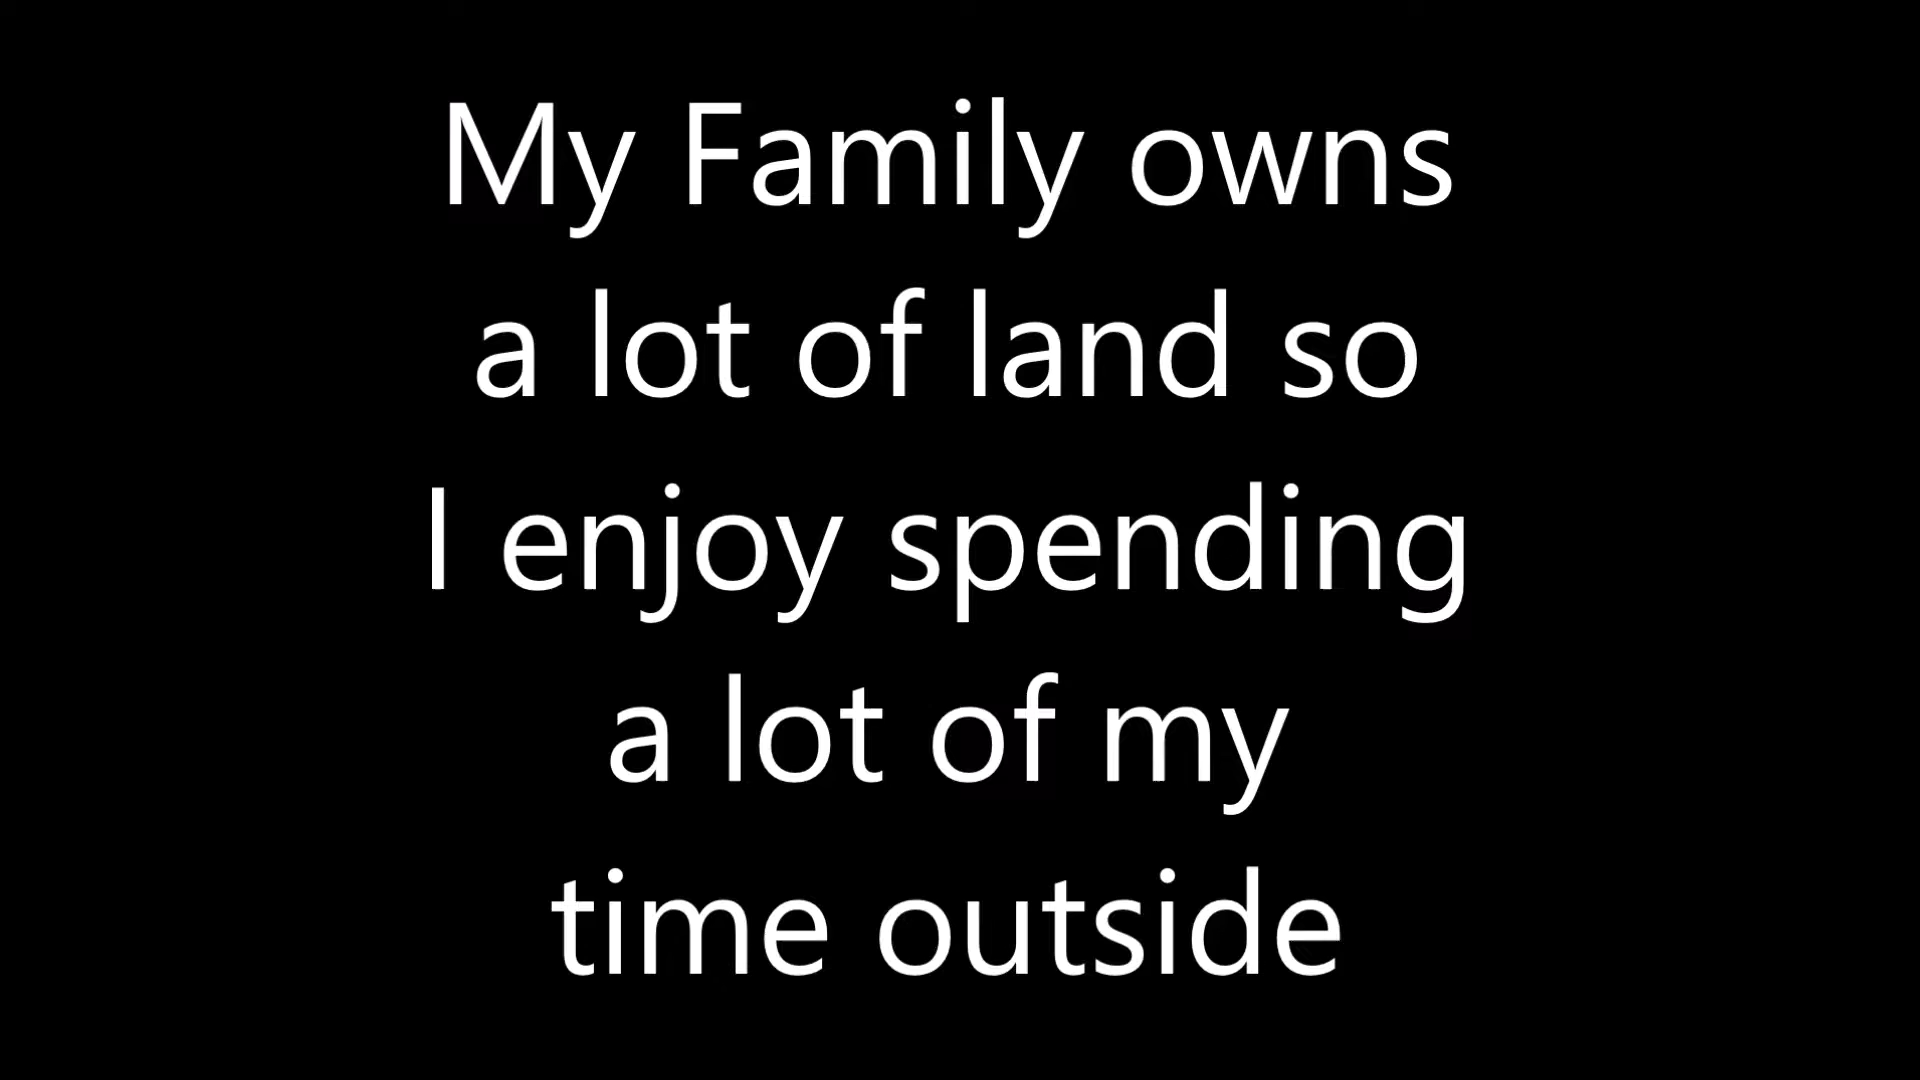 My Family owns
a lot of land so
I enjoy spending
a lot of my
time outside